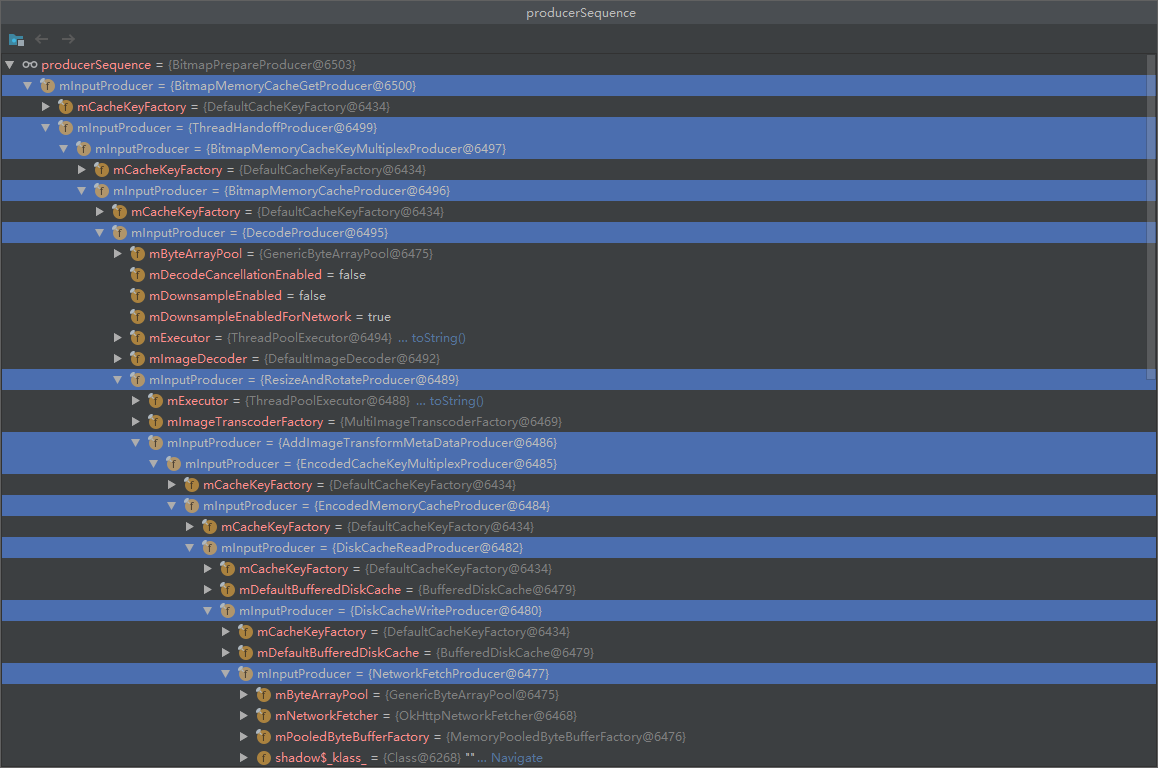 producerSequence
producerSequence = {BitmapPrepareProducer@6503}
mInputProducer = {BitmapMemoryCacheGetProducer@6500}
mCacheKeyFactory = {DefaultCacheKeyFactory@6434}
mInputProducer = {ThreadHandoffProducer@6499}
mInputProducer = {BitmapMemoryCacheKeyMultiplexProducer@6497}
mCacheKeyFactory = {DefaultCacheKeyFactory@6434}
mInputProducer = {BitmapMemoryCacheProducer@6496}
mCacheKeyFactory = {DefaultCacheKeyFactory@6434}
mInputProducer = {DecodeProducer@6495}
mByteArrayPool = {GenericByteArrayPool@6475}
mDecodeCancellationEnabled = false
mDownsampleEnabled = false
mDownsampleEnabledForNetwork = true
mExecutor = {ThreadPoolExecutor@6494} ... toString()
mImageDecoder = {DefaultImageDecoder@6492}
mInputProducer = {ResizeAndRotateProducer@6489}
mExecutor = {ThreadPoolExecutor@6488} ... toString()
mImageTranscoderFactory = {MultiImageTranscoderFactory@6469}
mInputProducer = {AddImageTransformMetaDataProducer@6486}
mInputProducer = {EncodedCacheKeyMultiplexProducer@6485}
mCacheKeyFactory = {DefaultCacheKeyFactory@6434}
mInputProducer = {EncodedMemoryCacheProducer@6484}
mCacheKeyFactory = {DefaultCacheKeyFactory@6434}
mInputProducer = {DiskCacheReadProducer@6482}
mCacheKeyFactory = {DefaultCacheKeyFactory@6434}
mDefaultBufferedDiskCache = {BufferedDiskCache@6479}
mInputProducer = {DiskCacheWriteProducer@6480}
mCacheKeyFactory = {DefaultCacheKeyFactory@6434}
mDefaultBufferedDiskCache = {BufferedDiskCache@6479}
mInputProducer = {NetworkFetchProducer@6477}
mByteArrayPool = {GenericByteArrayPool@6475}
mNetworkFetcher = {OkHttpNetworkFetcher@6468}
mPooledByteBufferFactory = {MemoryPooledByteBufferFactory@6476}
shadow$_klass_ = {Class@6268} "" ... Navigate